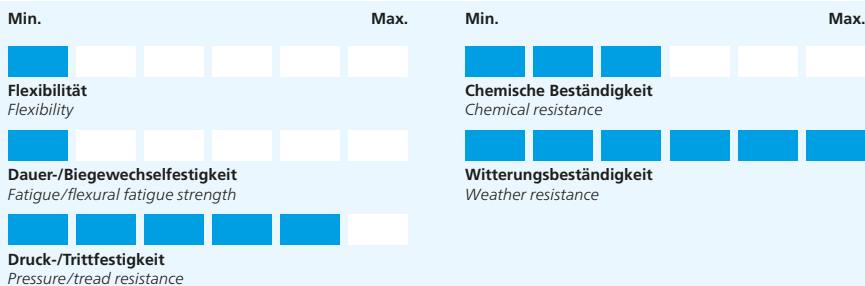 Min. Max.
Flexibilität
Flexibility
Dauer-/Biegewechselfestigkeit
Fatigue/flexural fatigue strength
Druck-/Trittfestigkeit
Pressure/tread resistance
Min. Max.
Chemische Beständigkeit
Chemical resistance
Witterungsbeständigkeit
Weather resistance